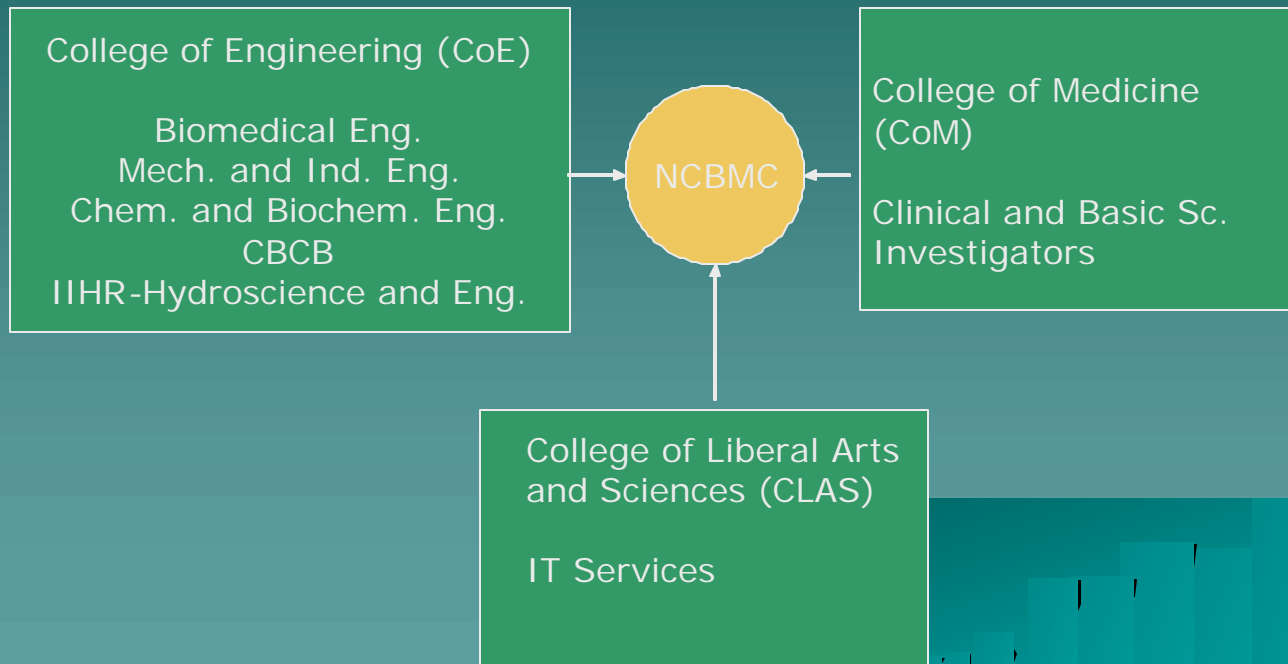 College of Engineering (CoE)
Biomedical Eng.
Mech. and Ind. Eng.
Chem. and Biochem. Eng.
CBCB
IIHR-Hydroscience and Eng.
NCBMC
College of Medicine
(CoM)
Clinical and Basic Sc.
Investigators
College of Liberal Arts
and Sciences (CLAS)
IT Services